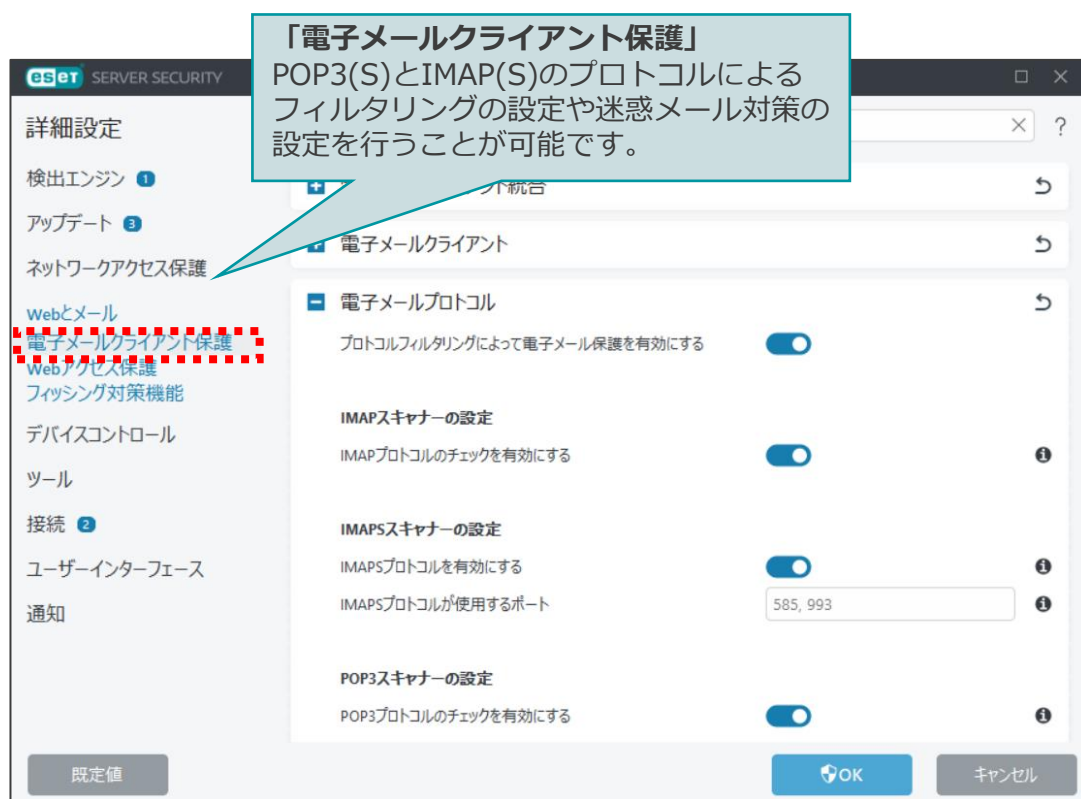 「電子メールクライアント保護」
POP3(S)とIMAP(S)のプロトコルによる
フィルタリングの設定や迷惑メール対策の
設定を行うことが可能です。
eset SERVER SECURITY
詳細設定
?
検出エンジン 1
アップデート 3
ネットワークアクセス保護
Webとメール
電子メールクライアント保護
Webアクセス保護
フィッシング対策機能
デバイスコントロール
ツール
接続 2
ユーザーインターフェース
通知
ント統合
電子メールクライアント
電子メールプロトコル
プロトコルフィルタリングによって電子メール保護を有効にする
IMAPスキャナーの設定
IMAPプロトコルのチェックを有効にする
IMAPSスキャナーの設定
IMAPSプロトコルを有効にする
IMAPSプロトコルが使用するポート 585, 993
POP3スキャナーの設定
POP3プロトコルのチェックを有効にする
既定値
OK
キャンセル